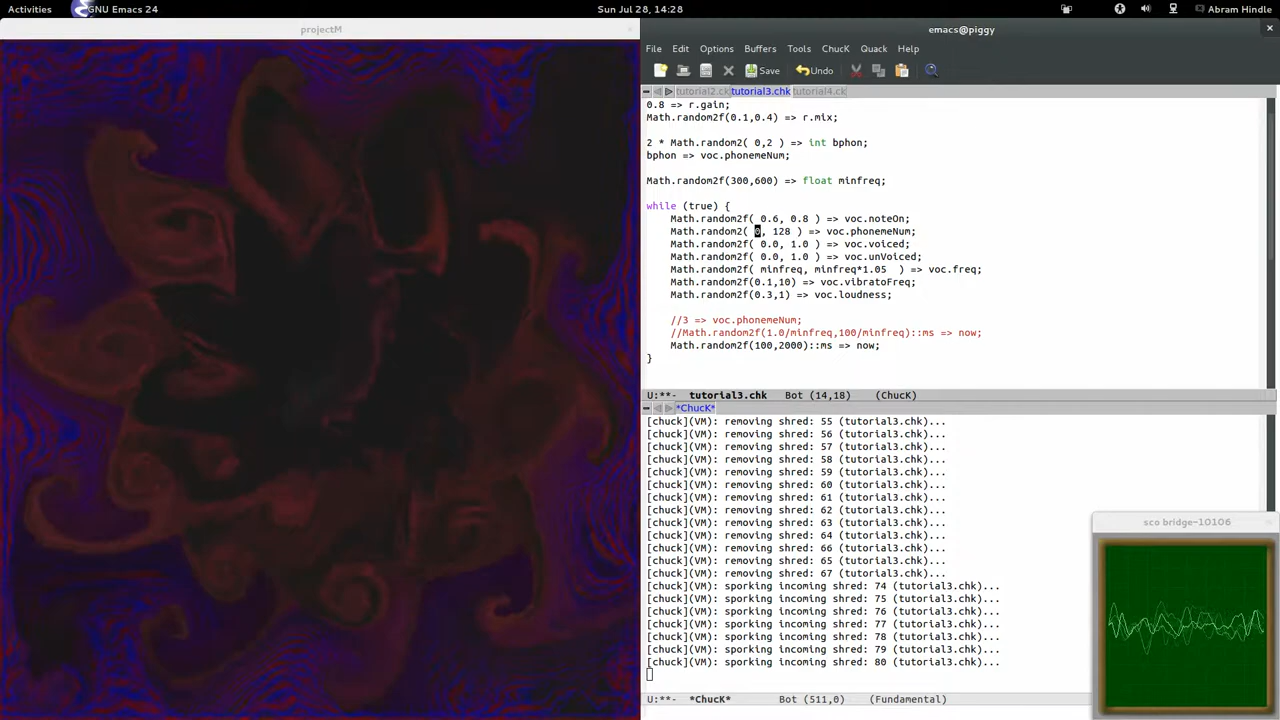 Activities GNU Emacs 24 Sun Jul 28, 14:28 Abram Hindle
projectM
emacs@piggy
File Edit Options Buffers Tools ChucK Quack Help
Save Undo
tutorial2.ck tutorial3.chk tutorial4.ck
0.8 => r.gain;
Math.random2f(0.1,0.4) => r.mix;
2 * Math.random2( 0,2 ) => int bphon;
bphon => voc.phonemeNum;
Math.random2f(300,600) => float minfreq;
while (true) {
Math.random2f( 0.6, 0.8 ) => voc.noteOn;
Math.random2( 0, 128 ) => voc.phonemeNum;
Math.random2f( 0.0, 1.0 ) => voc.voiced;
Math.random2f( 0.0, 1.0 ) => voc.unVoiced;
Math.random2f( minfreq, minfreq*1.05 ) => voc.freq;
Math.random2f(0.1,10) => voc.vibratoFreq;
Math.random2f(0.3,1) => voc.loudness;
//3 => voc.phonemeNum;
//Math.random2f(1.0/minfreq,100/minfreq)::ms => now;
Math.random2f(100,2000)::ms => now;
}
U:**- tutorial3.chk Bot (14,18) (ChucK)
*ChucK*
[chuck](VM): removing shred: 55 (tutorial3.chk)...
[chuck](VM): removing shred: 56 (tutorial3.chk)...
[chuck](VM): removing shred: 57 (tutorial3.chk)...
[chuck](VM): removing shred: 58 (tutorial3.chk)...
[chuck](VM): removing shred: 59 (tutorial3.chk)...
[chuck](VM): removing shred: 60 (tutorial3.chk)...
[chuck](VM): removing shred: 61 (tutorial3.chk)...
[chuck](VM): removing shred: 62 (tutorial3.chk)...
[chuck](VM): removing shred: 63 (tutorial3.chk)...
[chuck](VM): removing shred: 64 (tutorial3.chk)...
[chuck](VM): removing shred: 66 (tutorial3.chk)...
[chuck](VM): removing shred: 65 (tutorial3.chk)...
[chuck](VM): removing shred: 67 (tutorial3.chk)...
[chuck](VM): sporking incoming shred: 74 (tutorial3.chk)...
[chuck](VM): sporking incoming shred: 75 (tutorial3.chk)...
[chuck](VM): sporking incoming shred: 76 (tutorial3.chk)...
[chuck](VM): sporking incoming shred: 77 (tutorial3.chk)...
[chuck](VM): sporking incoming shred: 78 (tutorial3.chk)...
[chuck](VM): sporking incoming shred: 79 (tutorial3.chk)...
[chuck](VM): sporking incoming shred: 80 (tutorial3.chk)...
U:**- *ChucK* Bot (511,0) (Fundamental)
sco bridge-10106